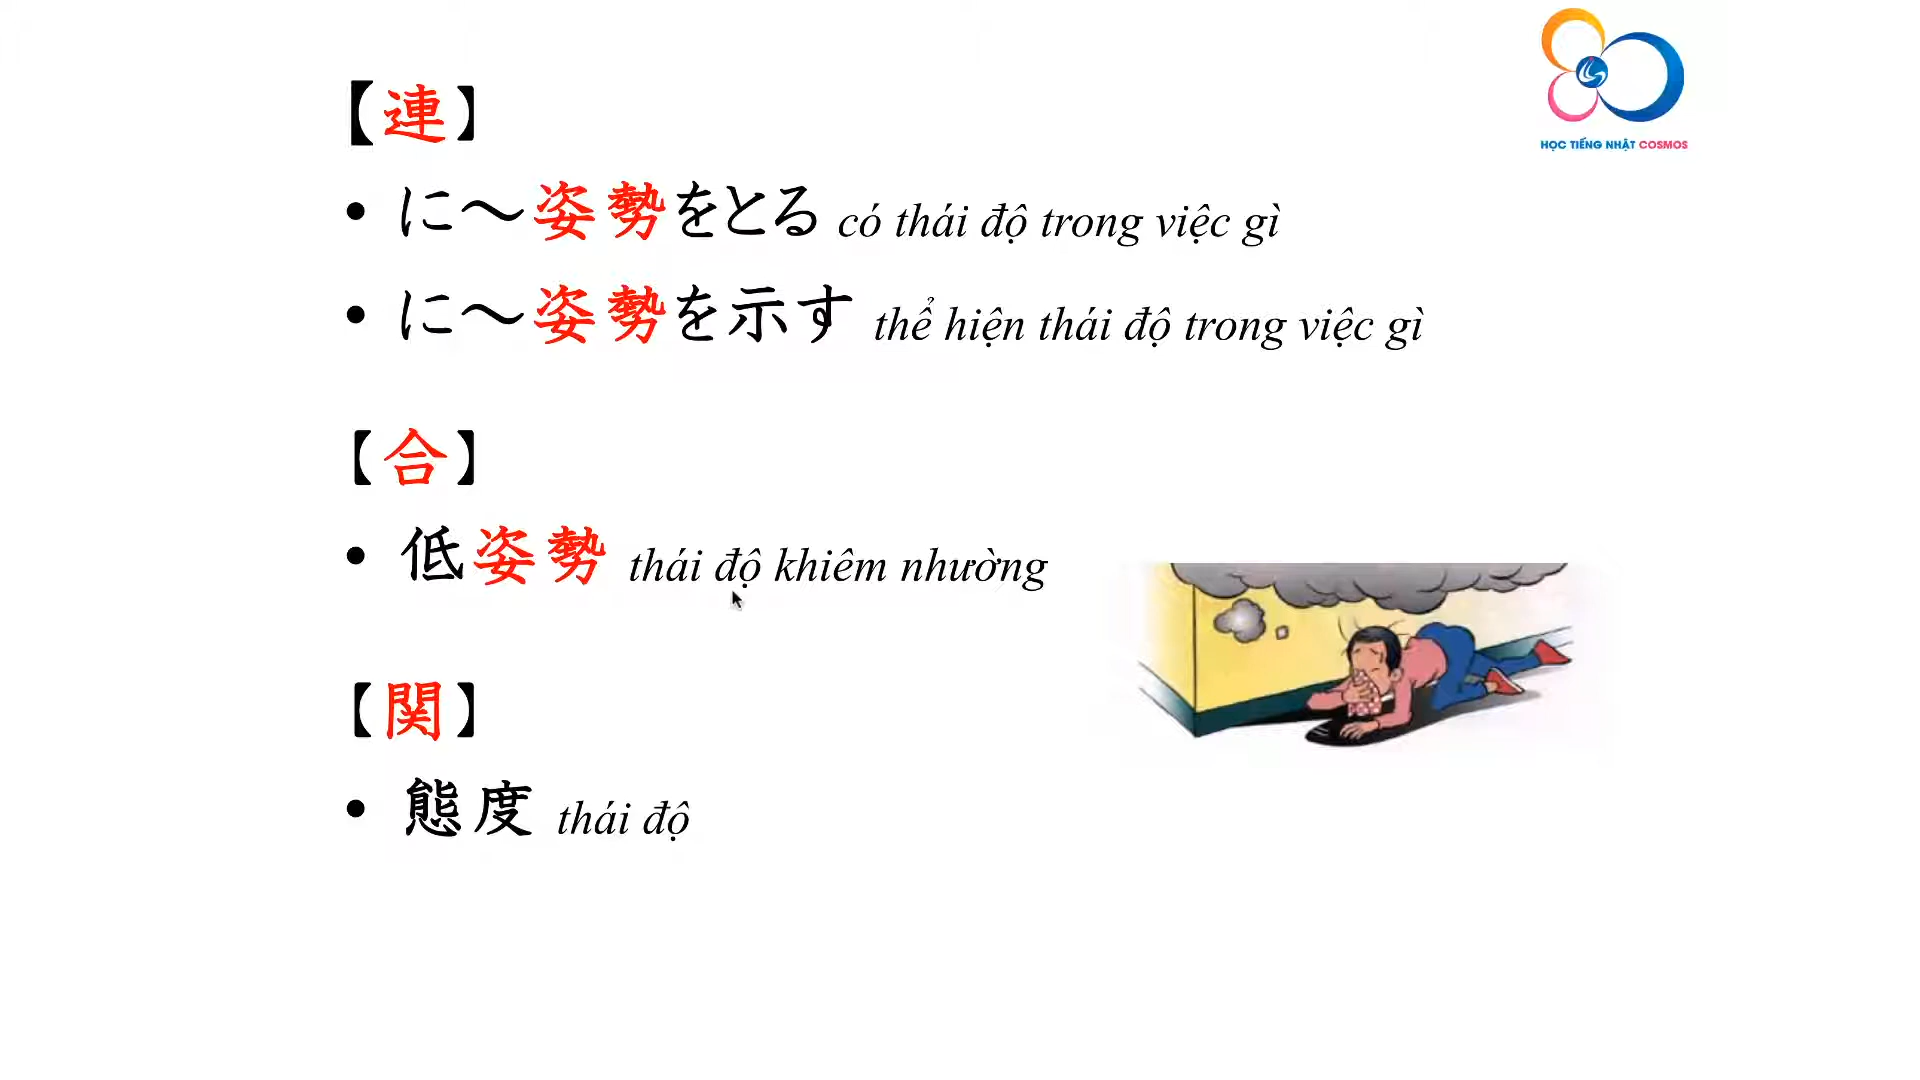 HỌC TIẾNG NHẬT COSMOS
【連】
• に～姿勢をとる có thái độ trong việc gì
• に～姿勢を示す thể hiện thái độ trong việc gì
【合】
• 低姿勢 thái độ khiêm nhường
【関】
• 態度 thái độ